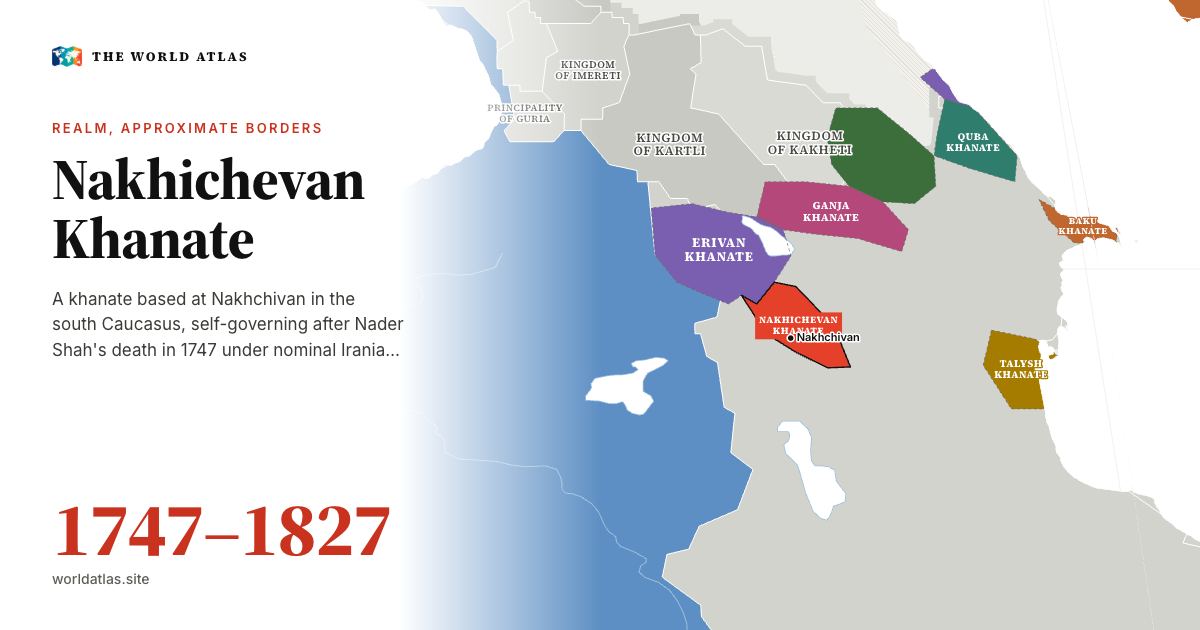 THE WORLD ATLAS
REALM, APPROXIMATE BORDERS
Nakhichevan
Khanate
A khanate based at Nakhchivan in the
south Caucasus, self-governing after Nader
Shah's death in 1747 under nominal Irania...
1747–1827
worldatlas.site
KINGDOM
OF IMERETI
PRINCIPALITY
OF GURIA
KINGDOM
OF KARTLI
KINGDOM
OF KAKHETI
QUBA
KHANATE
GANJA
KHANATE
BAKU
KHANATE
ERIVAN
KHANATE
NAKHICHEVAN
KHANATE
Nakhchivan
TALYSH
KHANATE